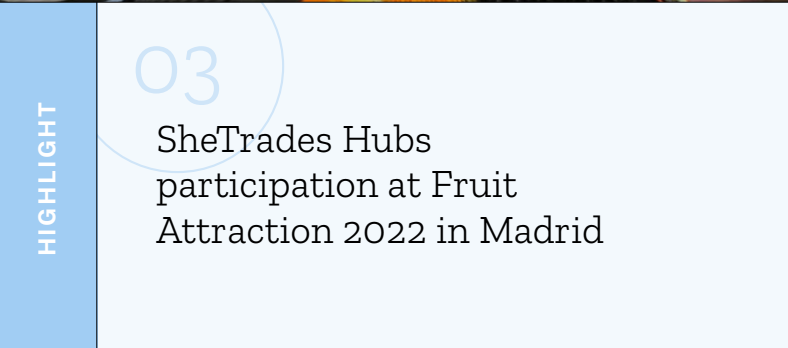 HIGHLIGHT
03
SheTrades Hubs
participation at Fruit
Attraction 2022 in Madrid